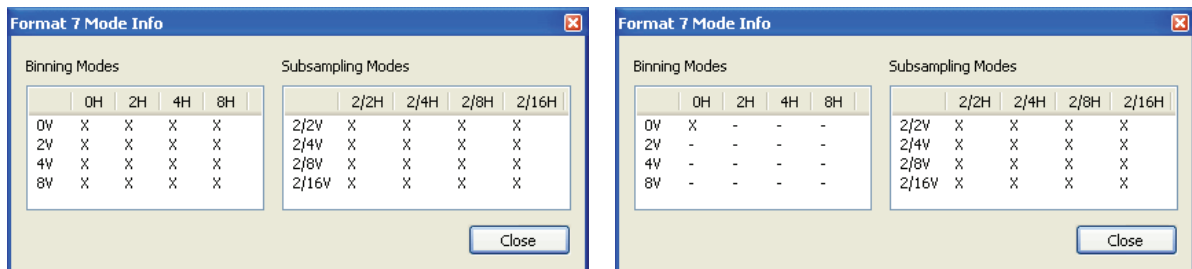 Format 7 Mode Info
Binning Modes
0H 2H 4H 8H
0V X X X X
2V X X X X
4V X X X X
8V X X X X
Subsampling Modes
2/2H 2/4H 2/8H 2/16H
2/2V X X X X
2/4V X X X X
2/8V X X X X
2/16V X X X X
Close
Format 7 Mode Info
Binning Modes
0H 2H 4H 8H
0V X - - -
2V - - - -
4V - - - -
8V - - - -
Subsampling Modes
2/2H 2/4H 2/8H 2/16H
2/2V X X X X
2/4V X X X X
2/8V X X X X
2/16V X X X X
Close